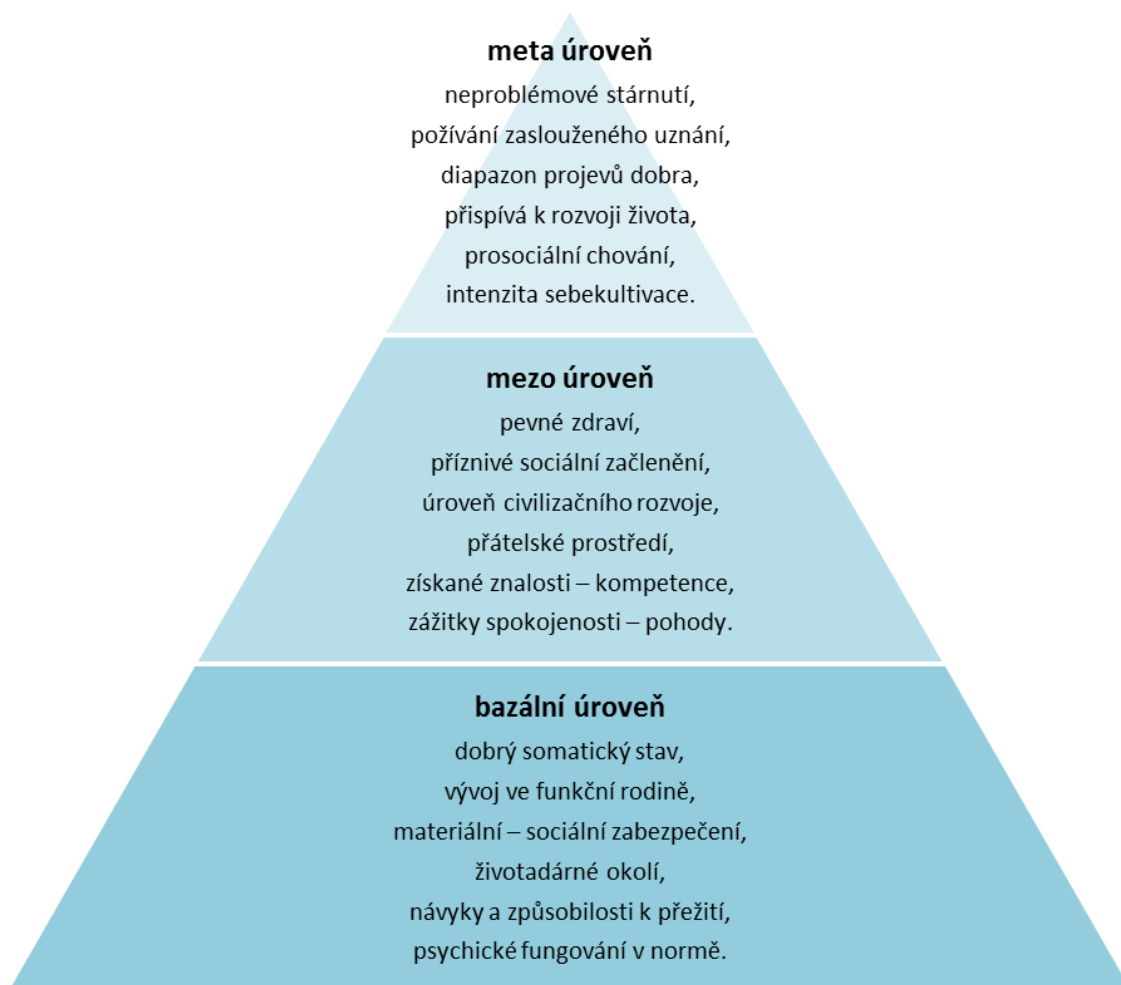 meta úroveň
neproblémové stárnutí,
požívání zaslouženého uznání,
diapazon projevů dobra,
přispívá k rozvoji života,
prosociální chování,
intenzita sebekultivace.
mezo úroveň
pevné zdraví,
příznivé sociální začlenění,
úroveň civilizačního rozvoje,
přátelské prostředí,
získané znalosti – kompetence,
zážitky spokojenosti – pohody.
bazální úroveň
dobrý somatický stav,
vývoj ve funkční rodině,
materiální – sociální zabezpečení,
životadárné okolí,
návyky a způsobilosti k přežití,
psychické fungování v normě.